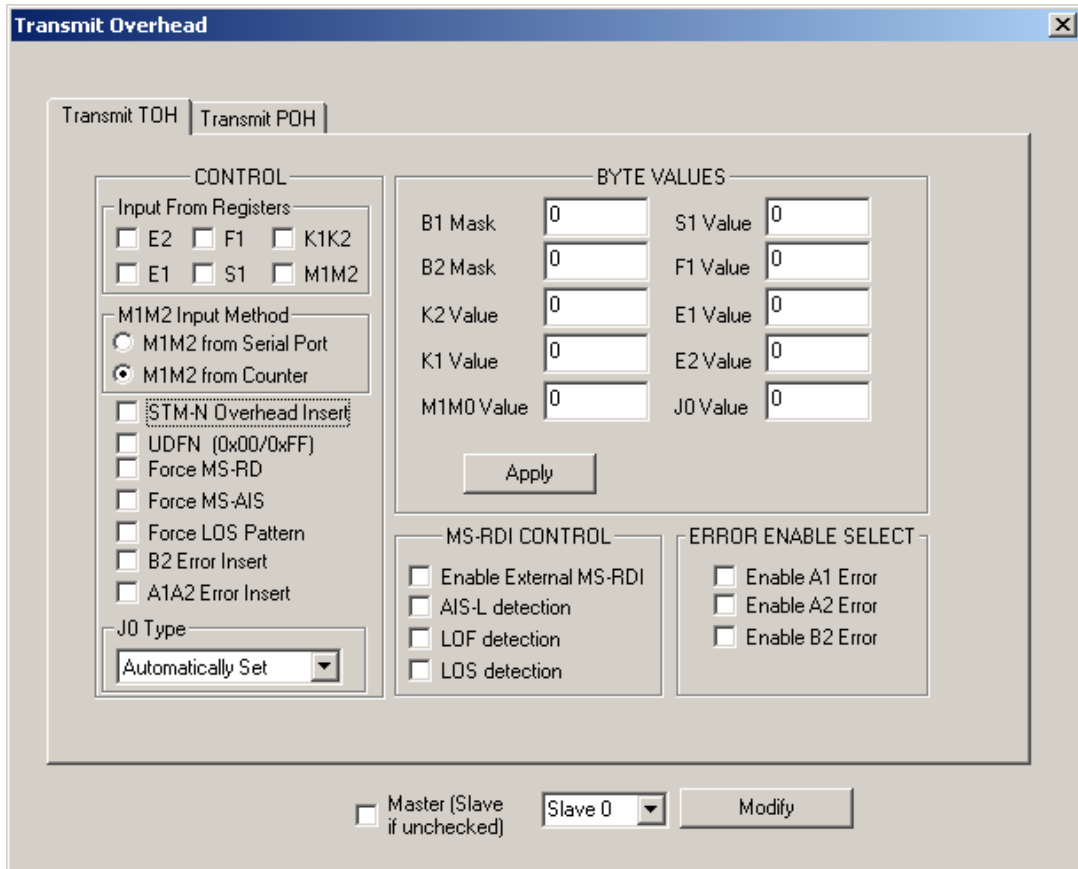 Transmit Overhead
Transmit TOH
Transmit POH
CONTROL
Input From Registers
E2
F1
K1K2
E1
S1
M1M2
M1M2 Input Method
M1M2 from Serial Port
M1M2 from Counter
STM-N Overhead Insert
UDFN (0x00/0xFF)
Force MS-RD
Force MS-AIS
Force LOS Pattern
B2 Error Insert
A1A2 Error Insert
J0 Type
Automatically Set
BYTE VALUES
B1 Mask 0
S1 Value 0
B2 Mask 0
F1 Value 0
K2 Value 0
E1 Value 0
K1 Value 0
E2 Value 0
M1M0 Value 0
J0 Value 0
Apply
MS-RDI CONTROL
Enable External MS-RDI
AIS-L detection
LOF detection
LOS detection
ERROR ENABLE SELECT
Enable A1 Error
Enable A2 Error
Enable B2 Error
Master (Slave
if unchecked)
Slave 0
Modify